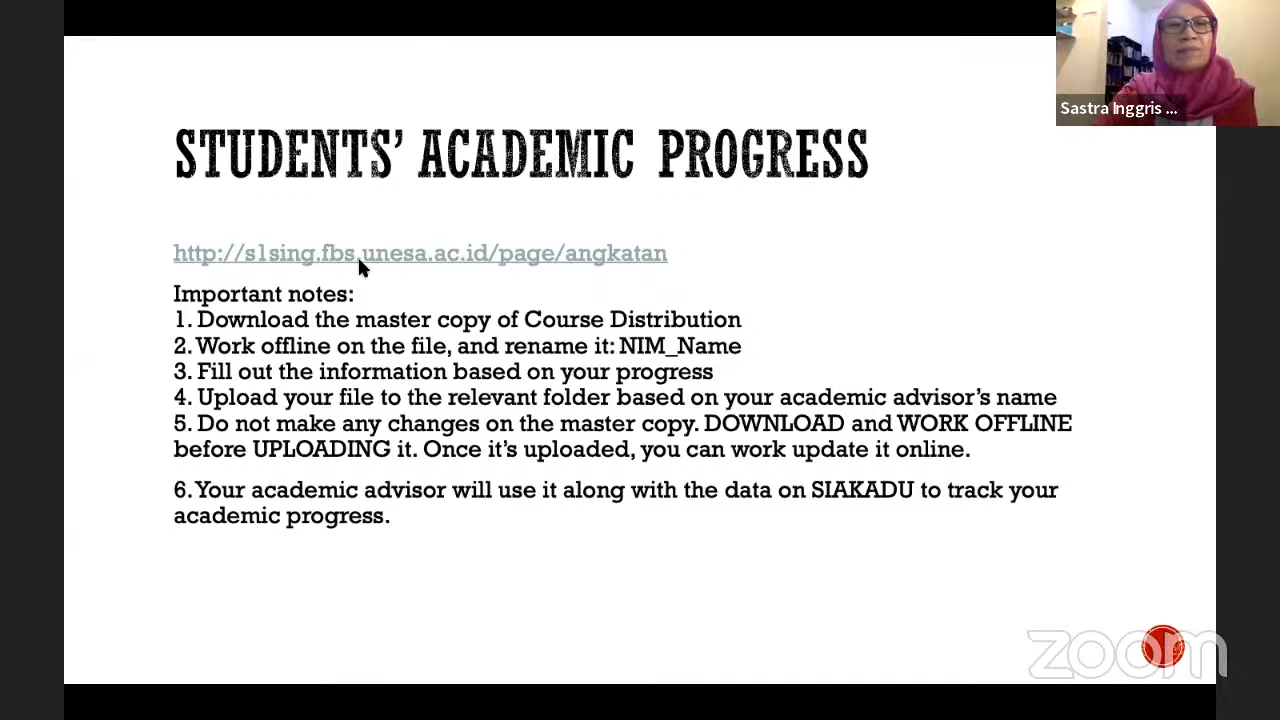 Sastra Inggris ...
STUDENTS' ACADEMIC PROGRESS
http://s1sing.fbs.unesa.ac.id/page/angkatan
Important notes:
1. Download the master copy of Course Distribution
2. Work offline on the file, and rename it: NIM_Name
3. Fill out the information based on your progress
4. Upload your file to the relevant folder based on your academic advisor's name
5. Do not make any changes on the master copy. DOWNLOAD and WORK OFFLINE
before UPLOADING it. Once it's uploaded, you can work update it online.
6. Your academic advisor will use it along with the data on SIAKADU to track your
academic progress.
zoom